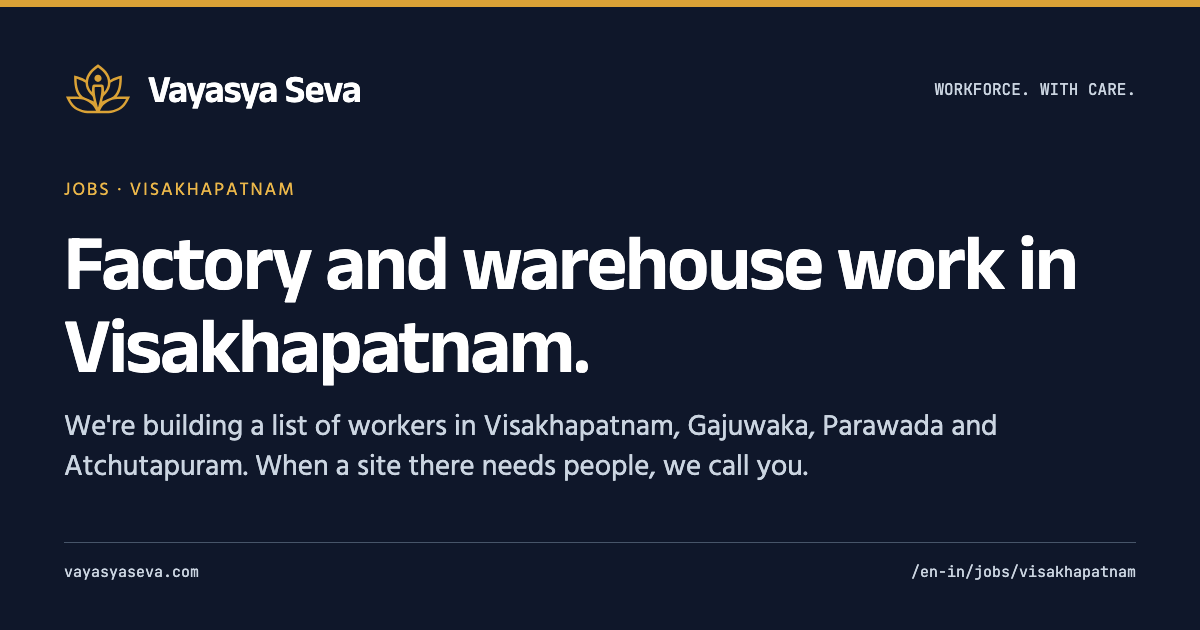 Vayasya Seva
WORKFORCE. WITH CARE.
JOBS · VISAKHAPATNAM
Factory and warehouse work in
Visakhapatnam.
We're building a list of workers in Visakhapatnam, Gajuwaka, Parawada and
Atchutapuram. When a site there needs people, we call you.
vayasyaseva.com
/en-in/jobs/visakhapatnam